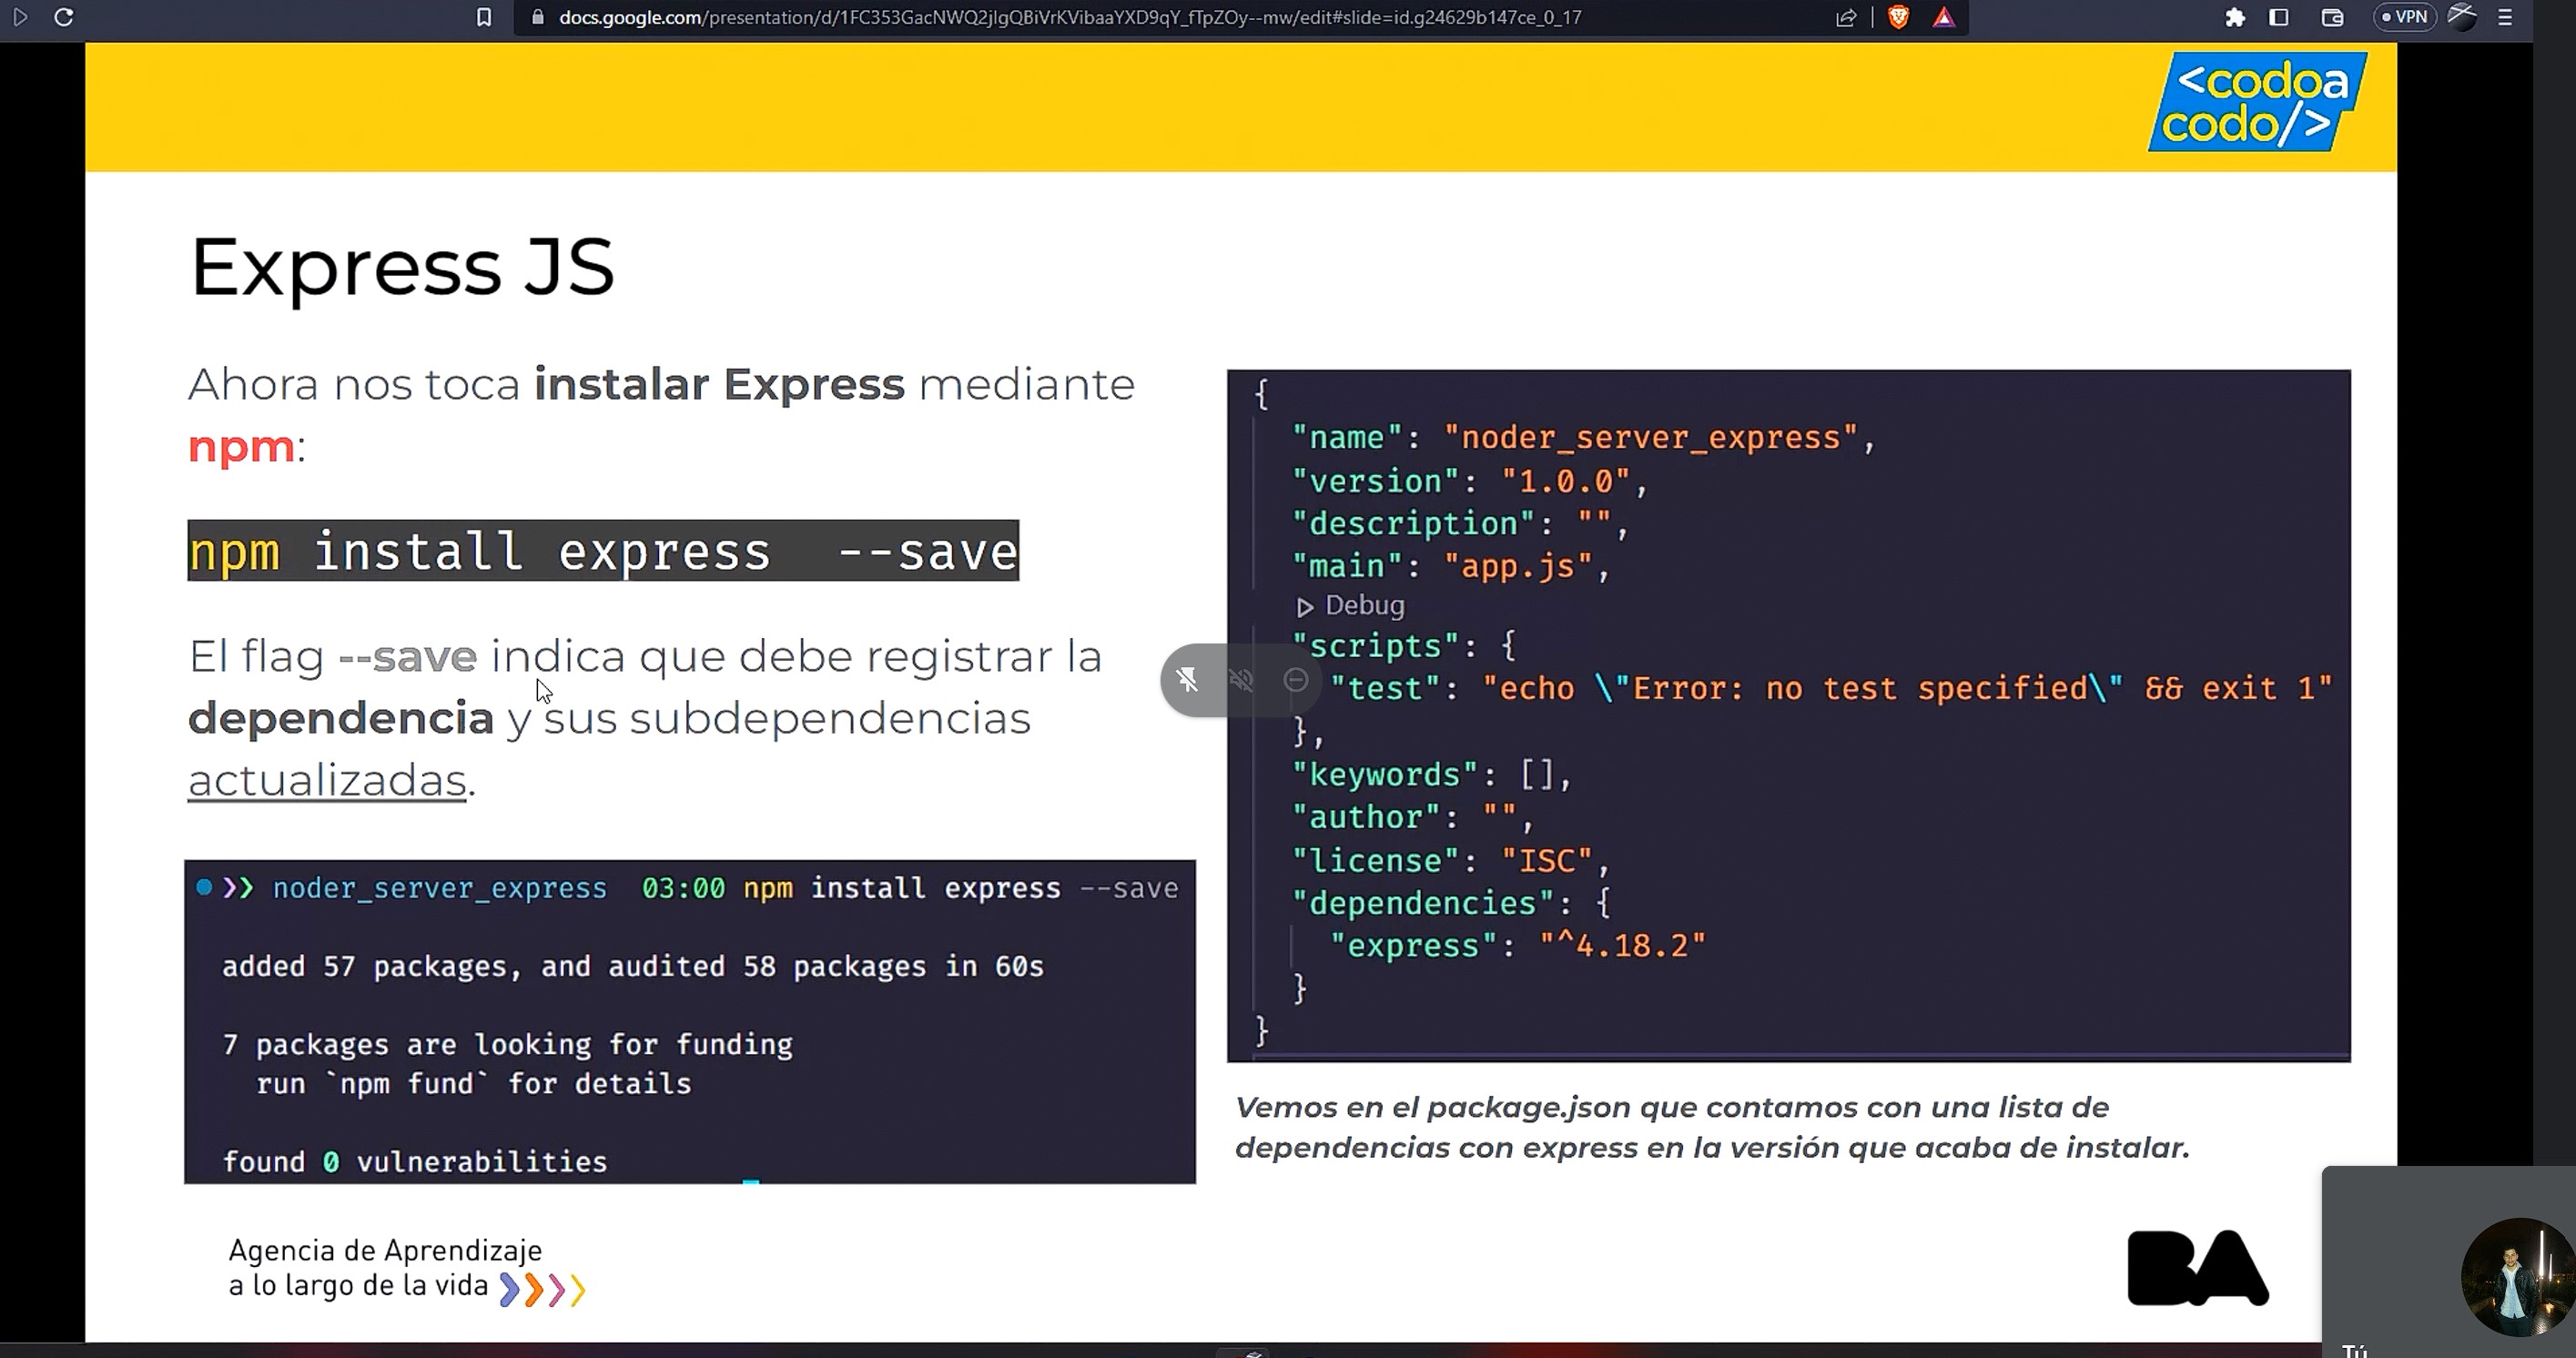 docs.google.com/presentation/d/1FC353GacNWQ2jIgQBiVrKVibaaYXD9qY_fTpZOy--mw/edit#slide=id.g24629b147ce_0_17
VPN
<codoa
codo/>
Express JS
Ahora nos toca instalar Express mediante
npm:
npm install express --save
El flag --save indica que debe registrar la
dependencia y sus subdependencias
actualizadas.
noder_server_express 03:00 npm install express --save
added 57 packages, and audited 58 packages in 60s
7 packages are looking for funding
run `npm fund` for details
found 0 vulnerabilities
{
"name": "noder_server_express",
"version": "1.0.0",
"description": "",
"main": "app.js",
Debug
"scripts": {
"test": "echo \"Error: no test specified\" && exit 1"
},
"keywords": [],
"author": "",
"license": "ISC",
"dependencies": {
"express": "^4.18.2"
}
}
Vemos en el package.json que contamos con una lista de
dependencias con express en la versión que acaba de instalar.
Agencia de Aprendizaje
a lo largo de la vida
BA
Tú